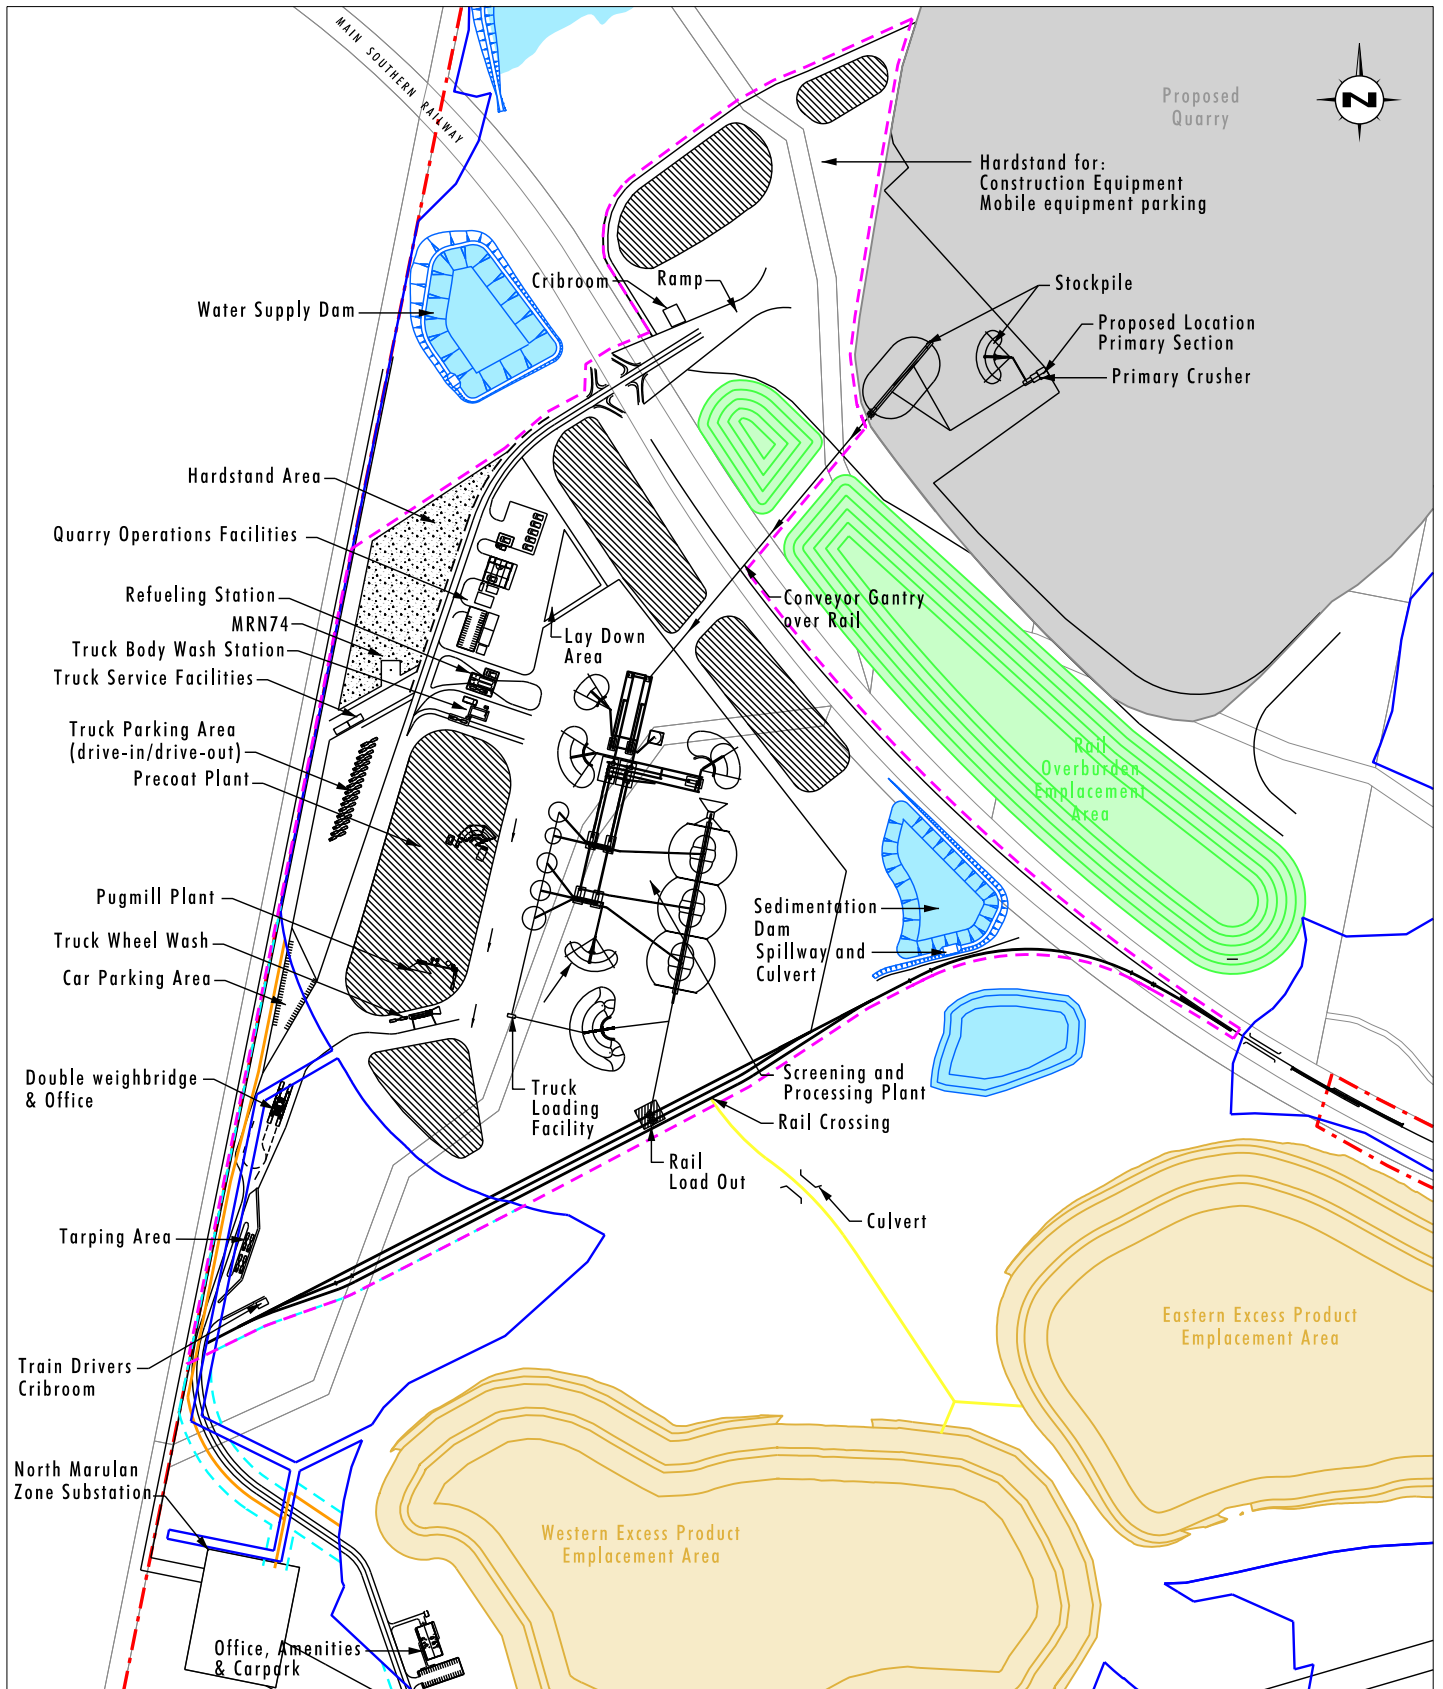 MAIN SOUTHERN RAILWAY
Proposed
Quarry
N
Hardstand for:
Construction Equipment
Mobile equipment parking
Cribroom
Ramp
Stockpile
Water Supply Dam
Proposed Location
Primary Section
Primary Crusher
Hardstand Area
Quarry Operations Facilities
Refueling Station
MRN74
Truck Body Wash Station
Truck Service Facilities
Lay Down
Area
Conveyor Gantry
over Rail
Truck Parking Area
(drive-in/drive-out)
Precoat Plant
Rail
Overburden
Emplacement
Area
Pugmill Plant
Truck Wheel Wash
Car Parking Area
Sedimentation
Dam
Spillway and
Culvert
Double weighbridge
& Office
Truck
Loading
Facility
Screening and
Processing Plant
Rail Crossing
Rail
Load Out
Culvert
Tarping Area
Eastern Excess Product
Emplacement Area
Train Drivers
Cribroom
North Marulan
Zone Substation
Western Excess Product
Emplacement Area
Office, Amenities
& Carpark